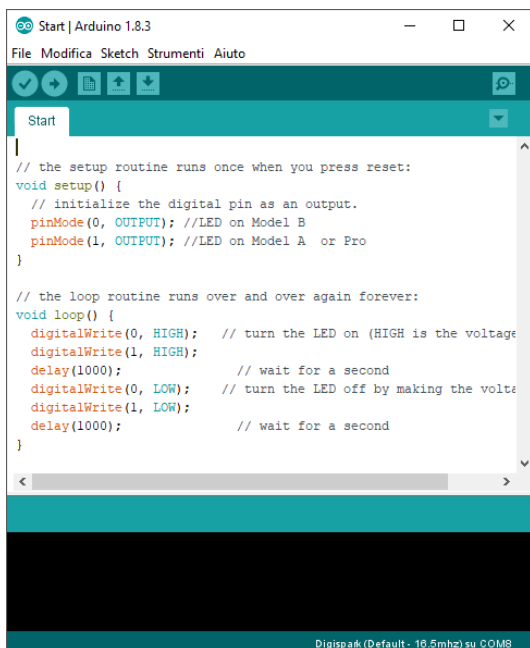 Start | Arduino 1.8.3
File Modifica Sketch Strumenti Aiuto
Start
// the setup routine runs once when you press reset:
void setup() {
  // initialize the digital pin as an output.
  pinMode(0, OUTPUT); //LED on Model B
  pinMode(1, OUTPUT); //LED on Model A  or Pro
}
// the loop routine runs over and over again forever:
void loop() {
  digitalWrite(0, HIGH);   // turn the LED on (HIGH is the voltage
  digitalWrite(1, HIGH);
  delay(1000);               // wait for a second
  digitalWrite(0, LOW);    // turn the LED off by making the volta
  digitalWrite(1, LOW);
  delay(1000);               // wait for a second
}
Digispark (Default - 16.5mhz) su COM8